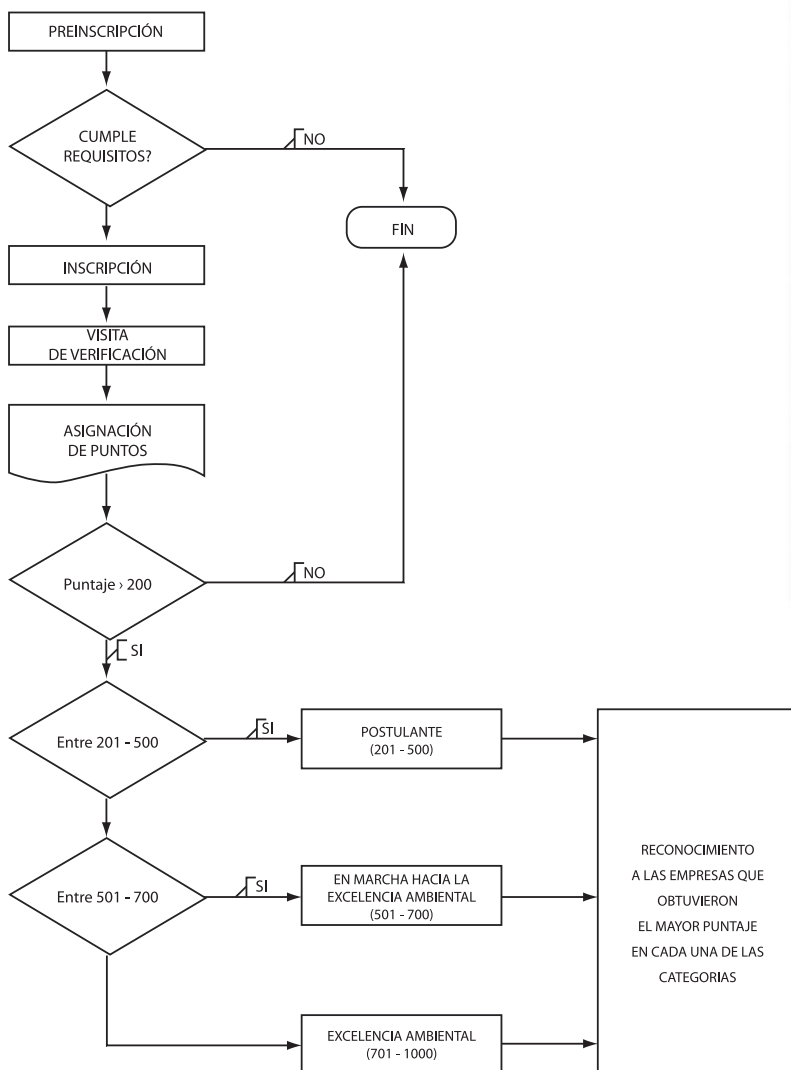 PREINSCRIPCIÓN
CUMPLE
REQUISITOS?
NO
FIN
INSCRIPCIÓN
VISITA
DE VERIFICACIÓN
ASIGNACIÓN
DE PUNTOS
Puntaje › 200
NO
SI
Entre 201 - 500
SI
POSTULANTE
(201 - 500)
Entre 501 - 700
SI
EN MARCHA HACIA LA
EXCELENCIA AMBIENTAL
(501 - 700)
EXCELENCIA AMBIENTAL
(701 - 1000)
RECONOCIMIENTO
A LAS EMPRESAS QUE
OBTUVIERON
EL MAYOR PUNTAJE
EN CADA UNA DE LAS
CATEGORIAS